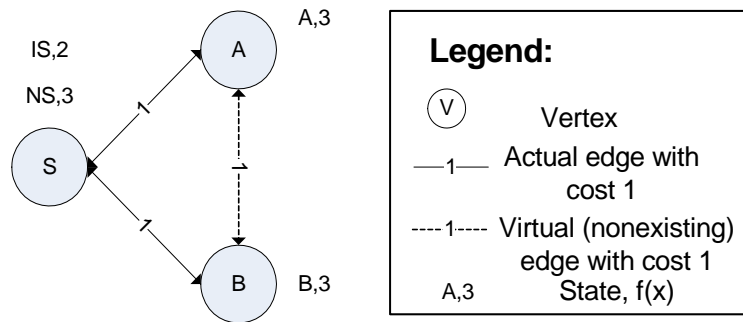 A,3
IS,2
A
NS,3
1
S
1
1
B
B,3
Legend:
V
Vertex
1
Actual edge with
cost 1
1
Virtual (nonexisting)
edge with cost 1
A,3
State, f(x)